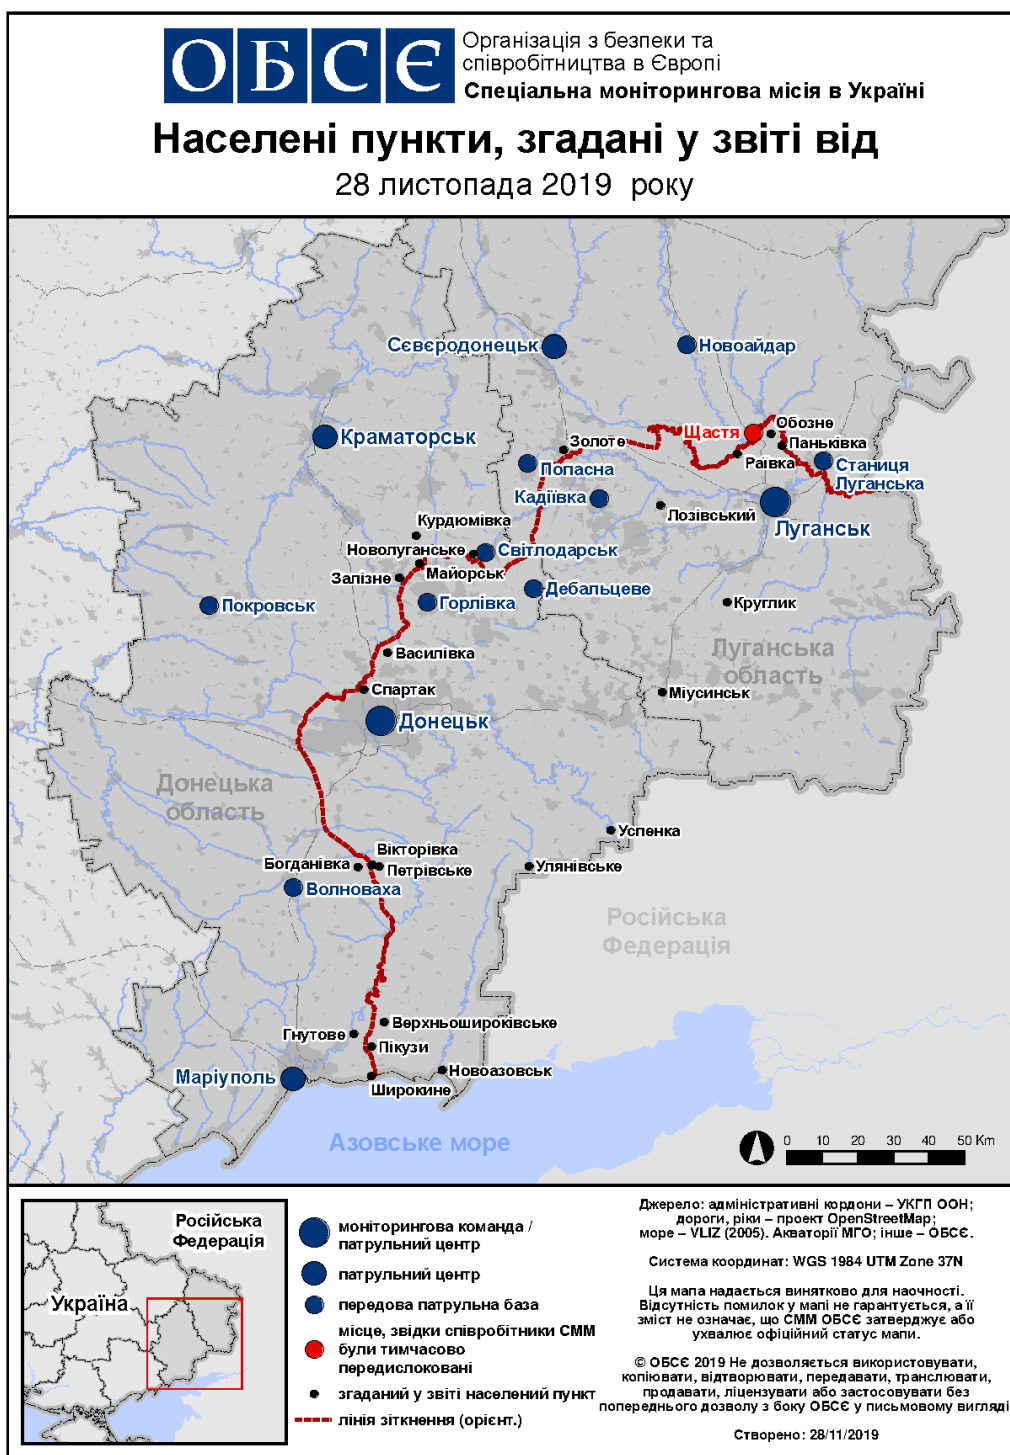 ОБСЄ
Організація з безпеки та
співробітництва в Європі
Спеціальна моніторингова місія в Україні
Населені пункти, згадані у звіті від
28 листопада 2019 року
Сєвєродонецьк
Новоайдар
Краматорськ
Щастя
Обозне
Паньківка
Золоте
Раївка
Попасна
Станиця
Луганська
Кадіївка
Лозівський
Луганськ
Курдюмівка
Новолуганське
Світлодарськ
Майорськ
Залізне
Дебальцеве
Покровськ
Горлівка
Круглик
Василівка
Луганська
область
Спартак
Міусинськ
Донецьк
Донецька
область
Успенка
Вікторівка
Богданівка
Петрівське
Улянівське
Волноваха
Російська
Федерація
Верхньошироківське
Гнутове
Пікузи
Новоазовськ
Маріуполь
Широкине
Азовське море
0 10 20 30 40 50 Km
Російська
Федерація
Україна
моніторингова команда /
патрульний центр
патрульний центр
передова патрульна база
місце, звідки співробітники СММ
були тимчасово
передислоковані
згаданий у звіті населений пункт
лінія зіткнення (орієнт.)
Джерело: адміністративні кордони – УКГП ООН;
дороги, ріки – проект OpenStreetMap;
море – VLIZ (2005). Акваторії МГО; інше – ОБСЄ.
Система координат: WGS 1984 UTM Zone 37N
Ця мапа надається винятково для наочності.
Відсутність помилок у мапі не гарантується, а її
зміст не означає, що СММ ОБСЄ затверджує або
ухвалює офіційний статус мапи.
© ОБСЄ 2019 Не дозволяється використовувати,
копіювати, відтворювати, передавати, транслювати,
продавати, ліцензувати або застосовувати без
попереднього дозволу з боку ОБСЄ у письмовому вигляді
Створено: 28/11/2019